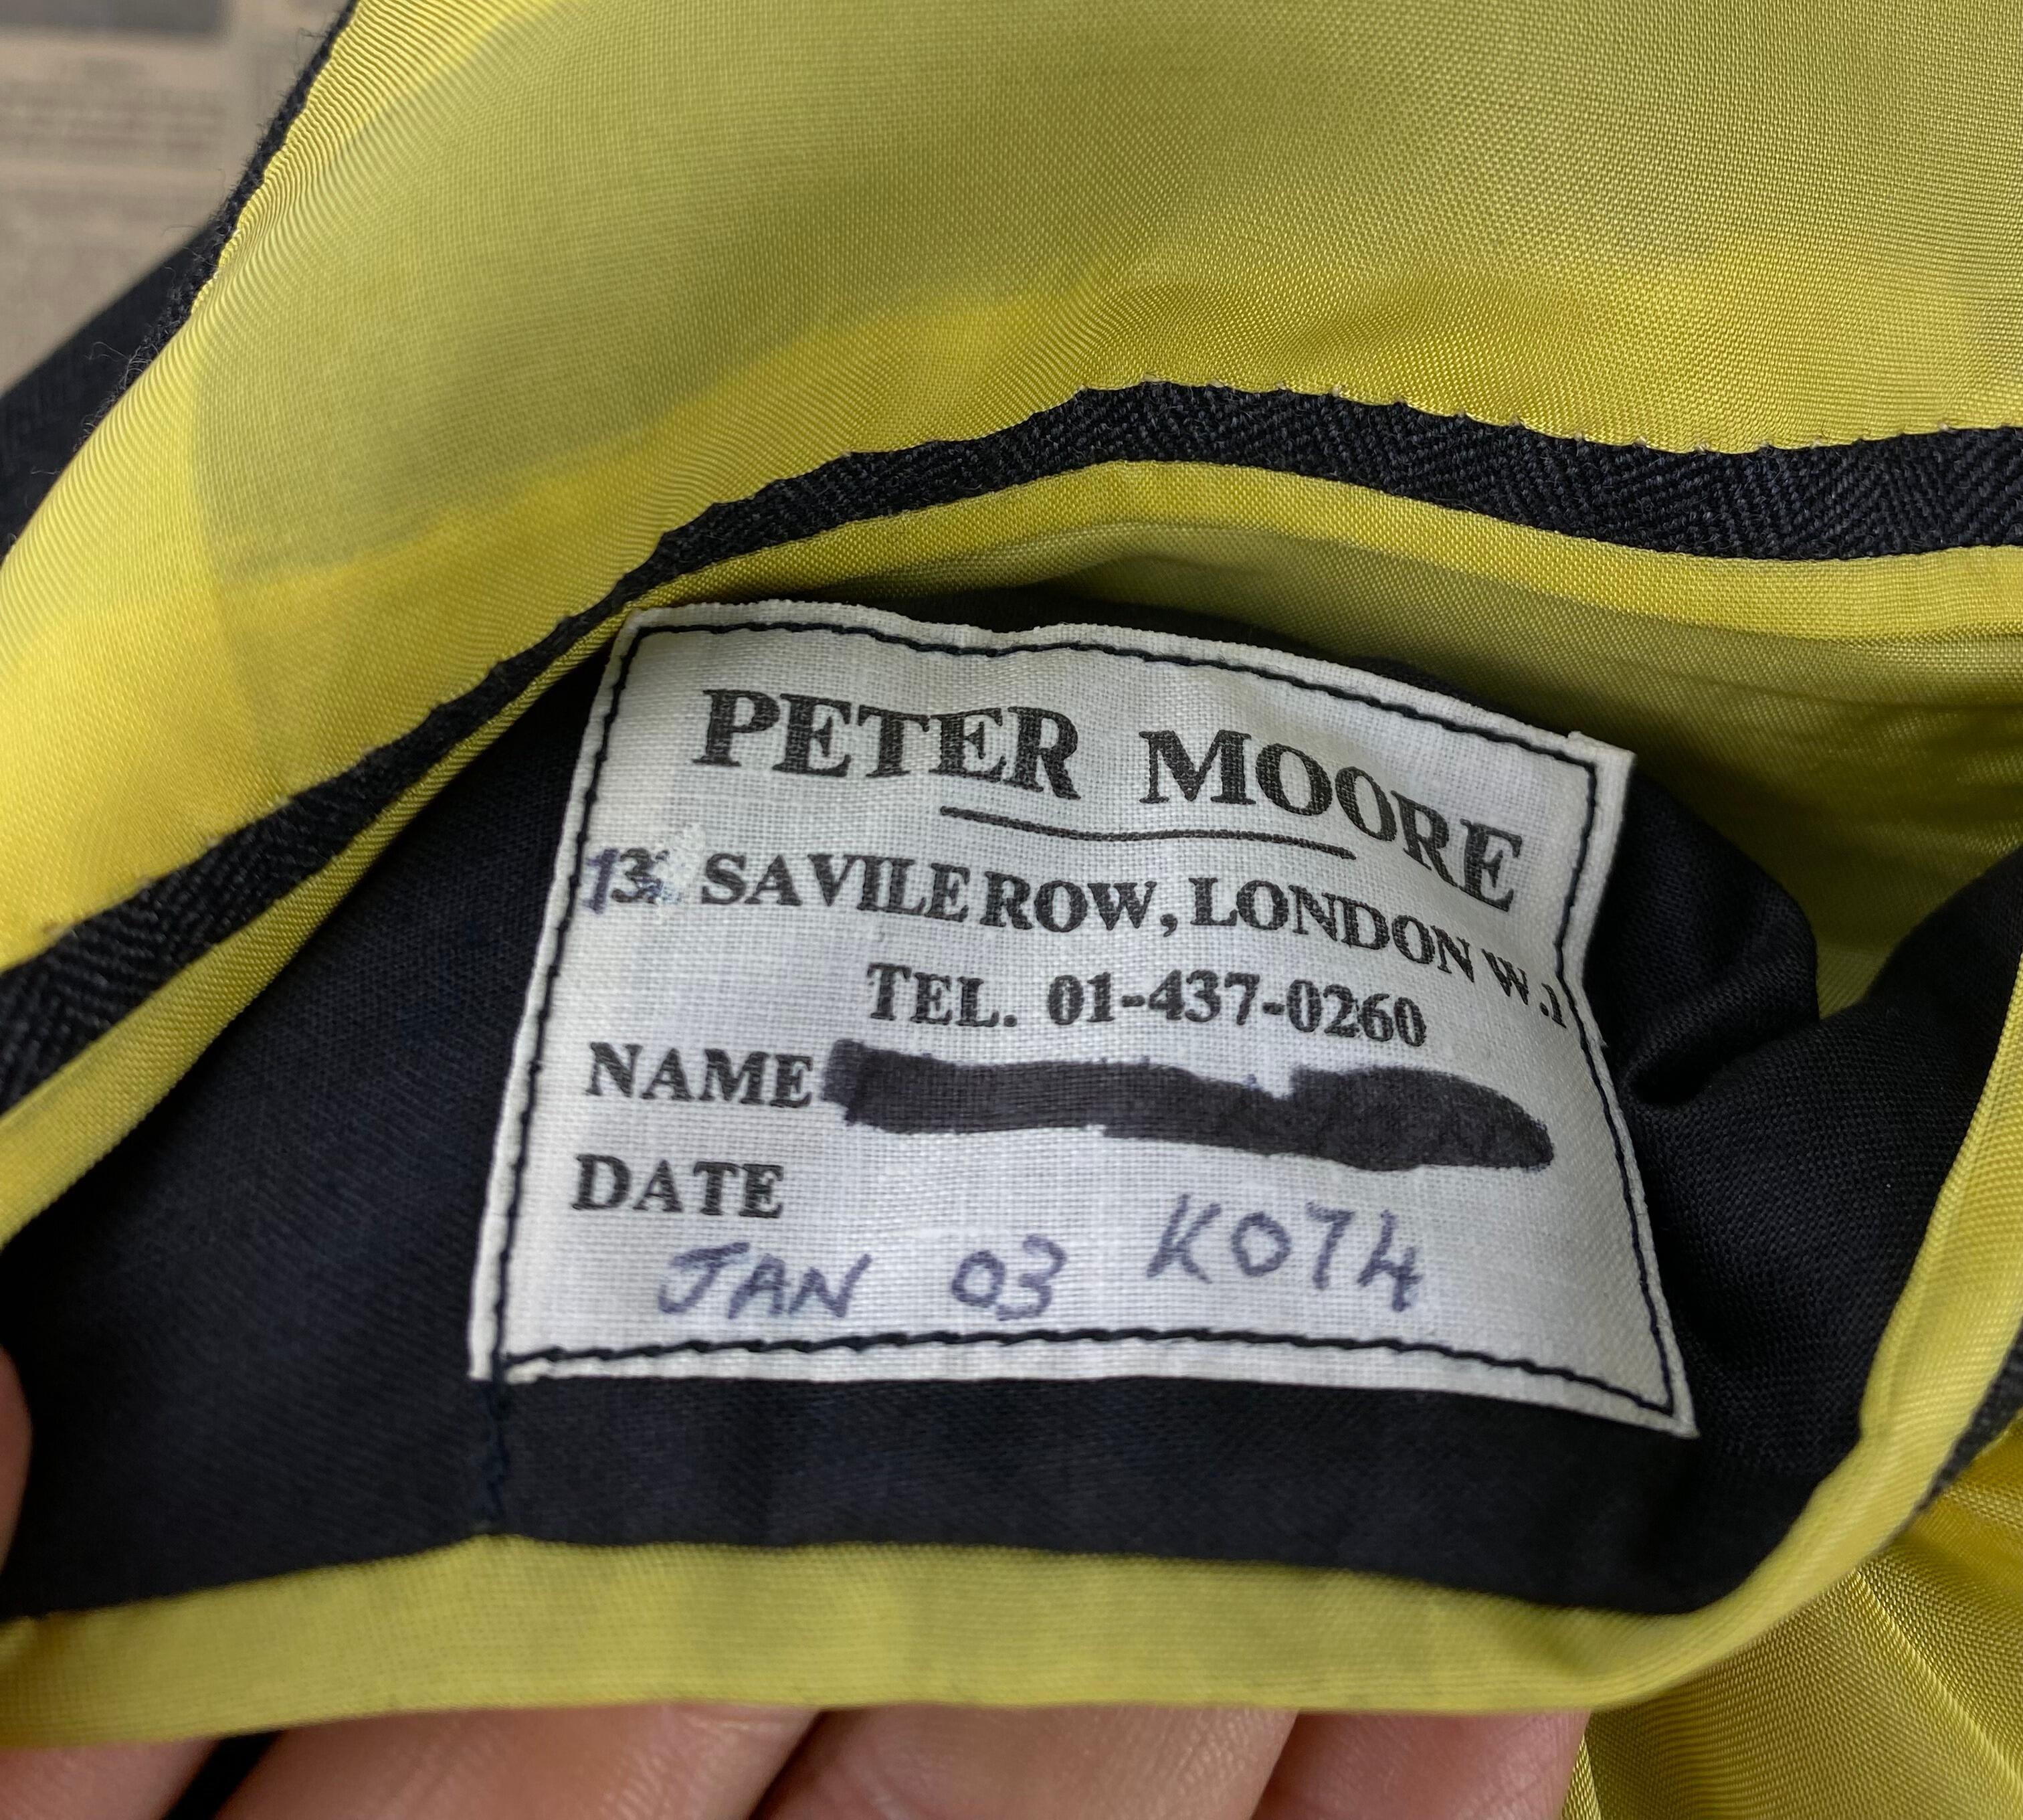 PETER MOORE
13 SAVILE ROW, LONDON W.1
TEL. 01-437-0260
NAME
DATE
JAN 03 K074